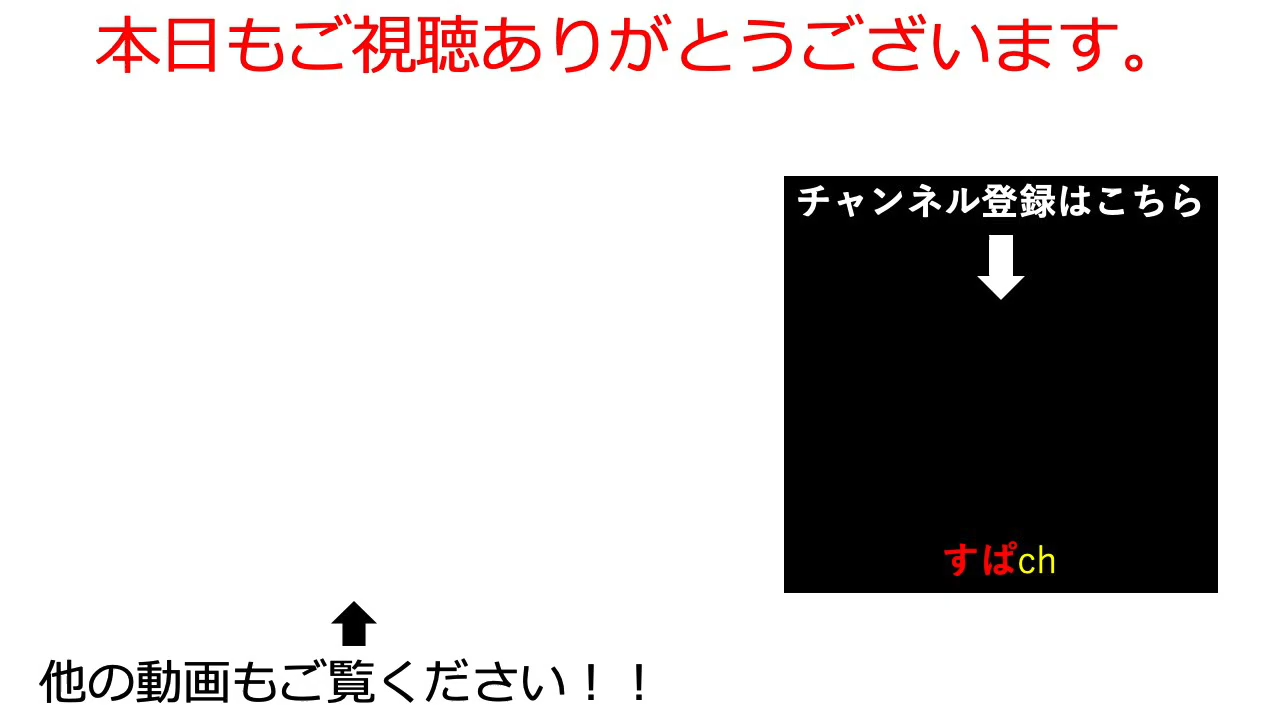 本日もご視聴ありがとうございます。
チャンネル登録はこちら
すぱch
他の動画もご覧ください！！